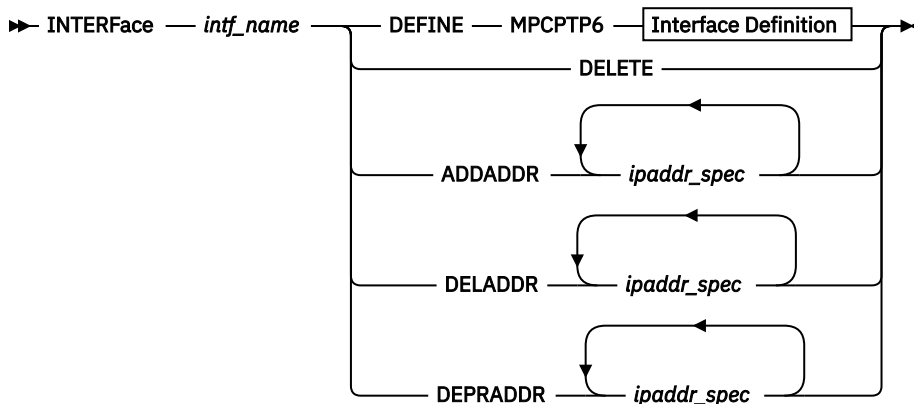 INTERFace intf_name DEFINE MPCPTP6 Interface Definition
DELETE
ADDADDR ipaddr_spec
DELADDR ipaddr_spec
DEPRADDR ipaddr_spec